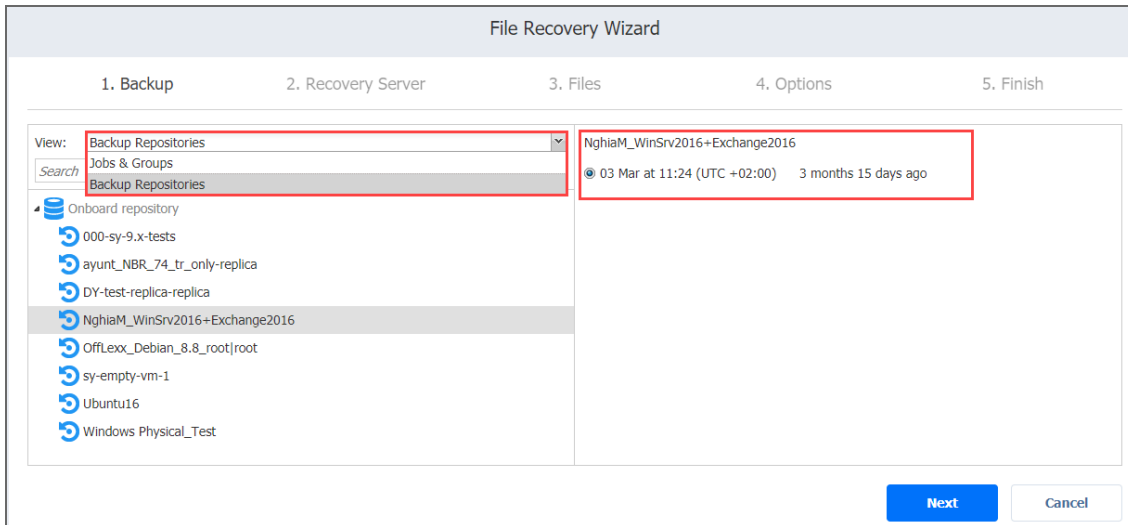 File Recovery Wizard
1. Backup 2. Recovery Server 3. Files 4. Options 5. Finish
View: Backup Repositories
Jobs & Groups
Search
Backup Repositories
Onboard repository
000-sy-9.x-tests
ayunt_NBR_74_tr_only-replica
DY-test-replica-replica
NghiaM_WinSrv2016+Exchange2016
OffLexx_Debian_8.8_root|root
sy-empty-vm-1
Ubuntu16
Windows Physical_Test
NghiaM_WinSrv2016+Exchange2016
03 Mar at 11:24 (UTC +02:00) 3 months 15 days ago
Next Cancel